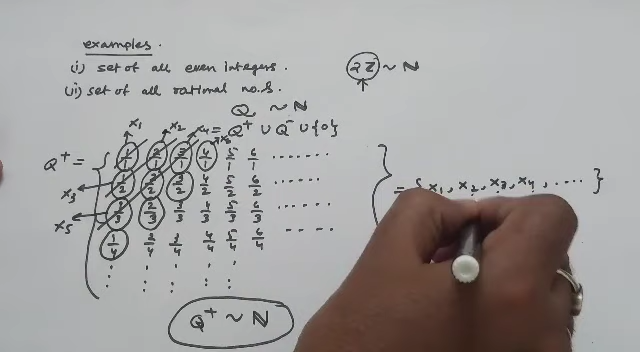 examples.
(i) set of all even integers.
2ℤ ~ ℕ
(ii) set of all rational no.s.
Q ~ ℕ
= Q⁺ ∪ Q⁻ ∪ {0}
x₁ x₂ x₄
Q⁺ = { 1/1 2/1 3/1 4/1 5/1 6/1 ......
x₃ 1/2 2/2 3/2 4/2 5/2 6/2 ...... } = { x₁, x₂, x₃, x₄, .... }
x₅ 1/3 2/3 3/3 4/3 5/3 6/3 ....
1/4 2/4 3/4 4/4 5/4 6/4 ....
Q⁺ ~ ℕ